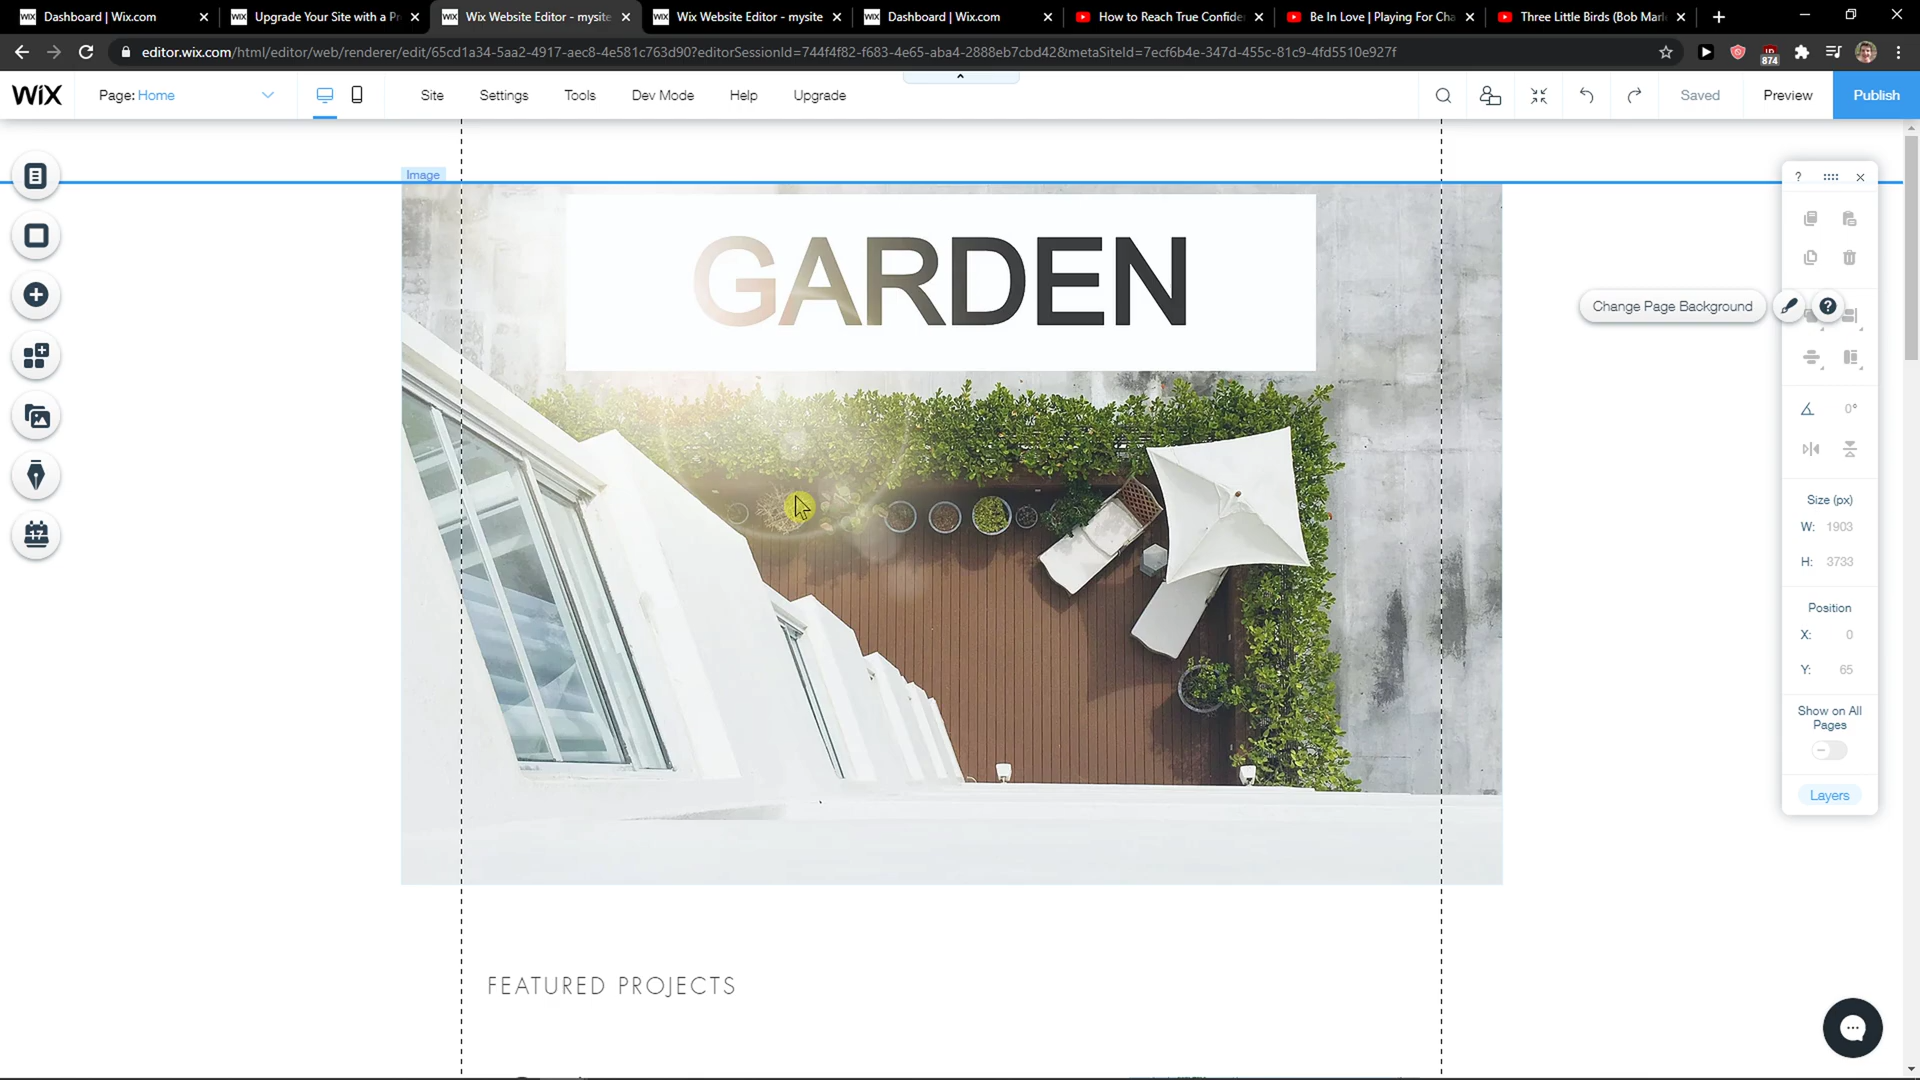 Dashboard | Wix.com
Upgrade Your Site with a Pr
Wix Website Editor - mysite
Wix Website Editor - mysite
Dashboard | Wix.com
How to Reach True Confide
Be In Love | Playing For Cha
Three Little Birds (Bob Marl
editor.wix.com/html/editor/web/renderer/edit/65cd1a34-5aa2-4917-aec8-4e581c763d90?editorSessionId=744f4f82-f683-4e65-aba4-2888eb7cbd42&metaSiteId=7ecf6b4e-347d-455c-81c9-4fd5510e927f
874
WIX
Page: Home
Site
Settings
Tools
Dev Mode
Help
Upgrade
Saved
Preview
Publish
Image
GARDEN
Change Page Background
?
?
0°
Size (px)
W: 1903
H: 3733
Position
X: 0
Y: 65
Show on All
Pages
Layers
17
FEATURED PROJECTS